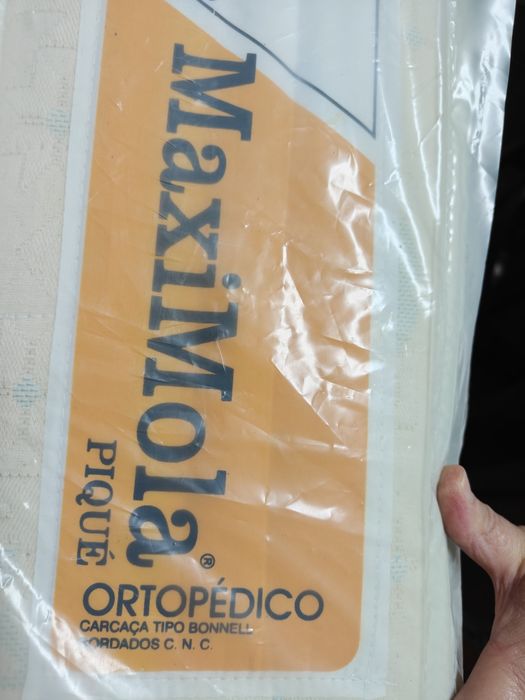 MaxiMola®
PIQUÉ
ORTOPÉDICO
CARCAÇA TIPO BONNELL
BORDADOS C. N. C.